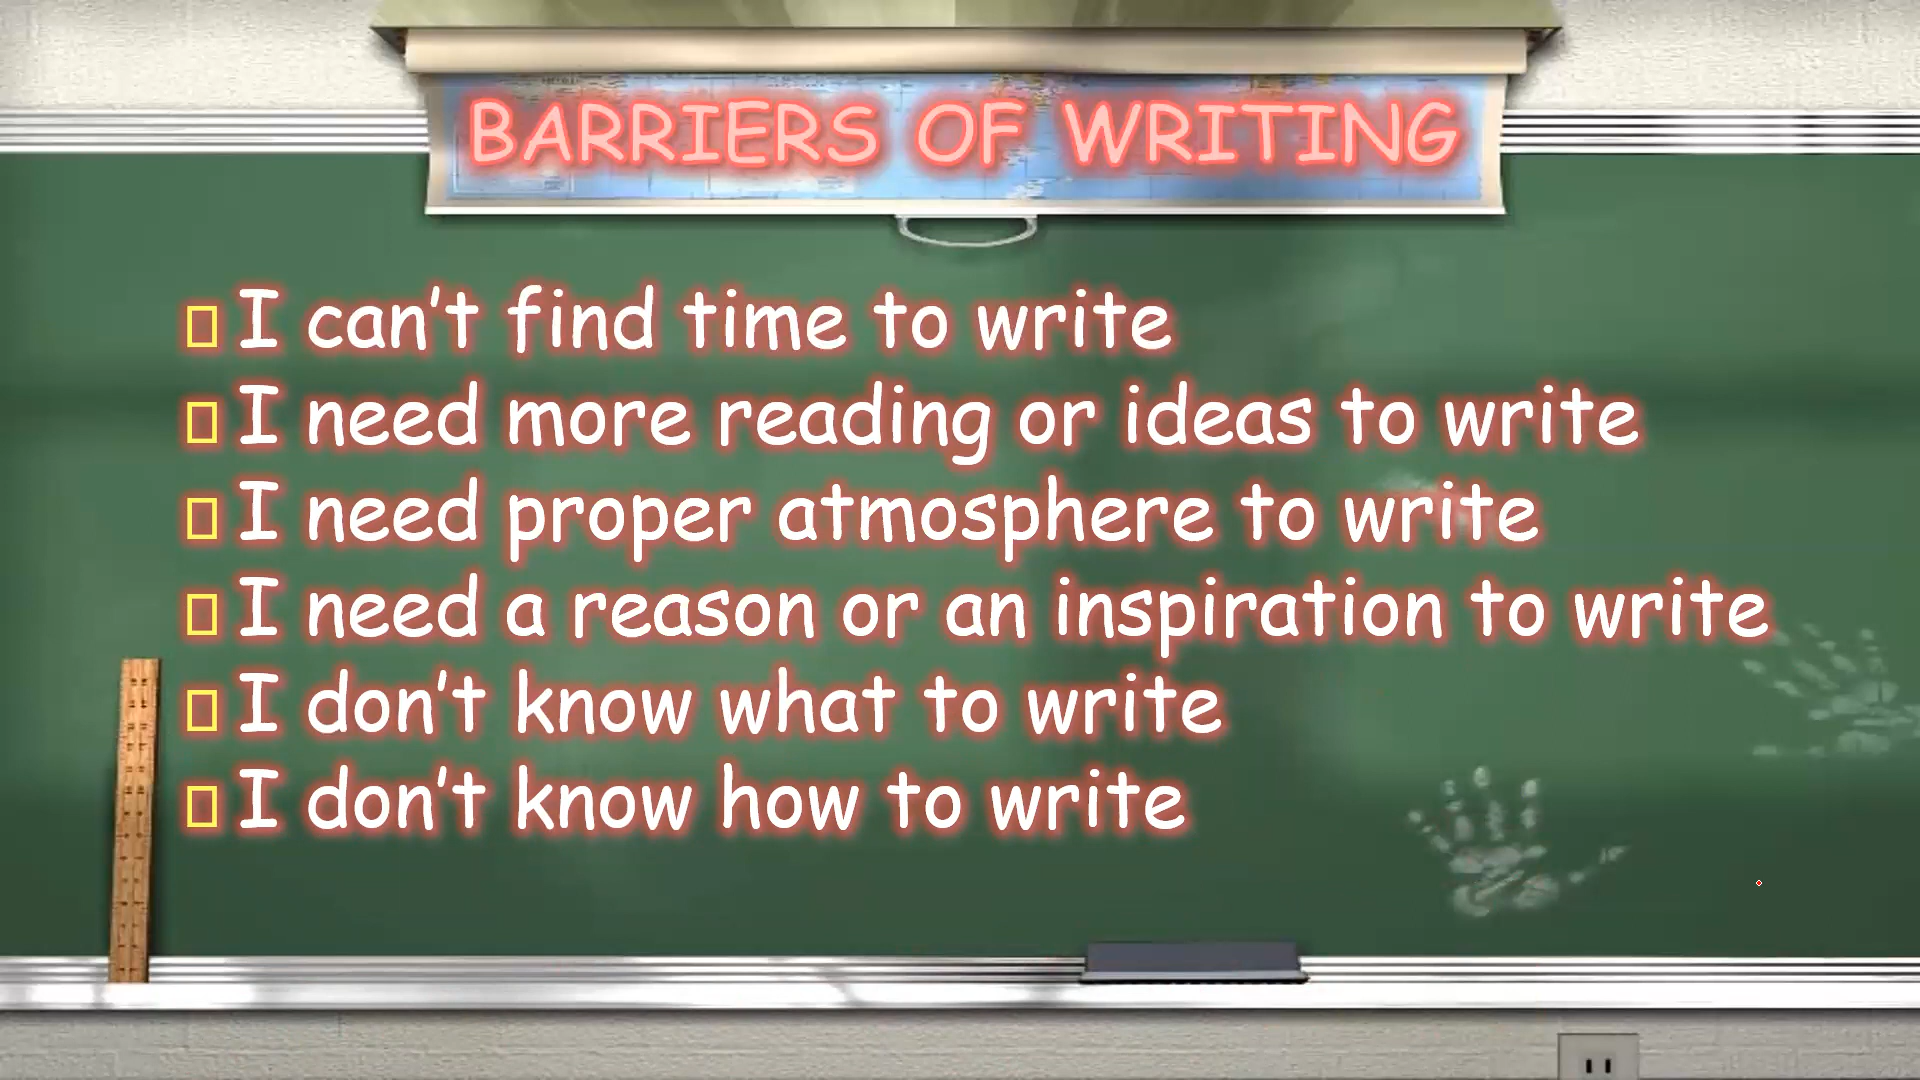 BARRIERS OF WRITING
I can't find time to write
I need more reading or ideas to write
I need proper atmosphere to write
I need a reason or an inspiration to write
I don't know what to write
I don't know how to write